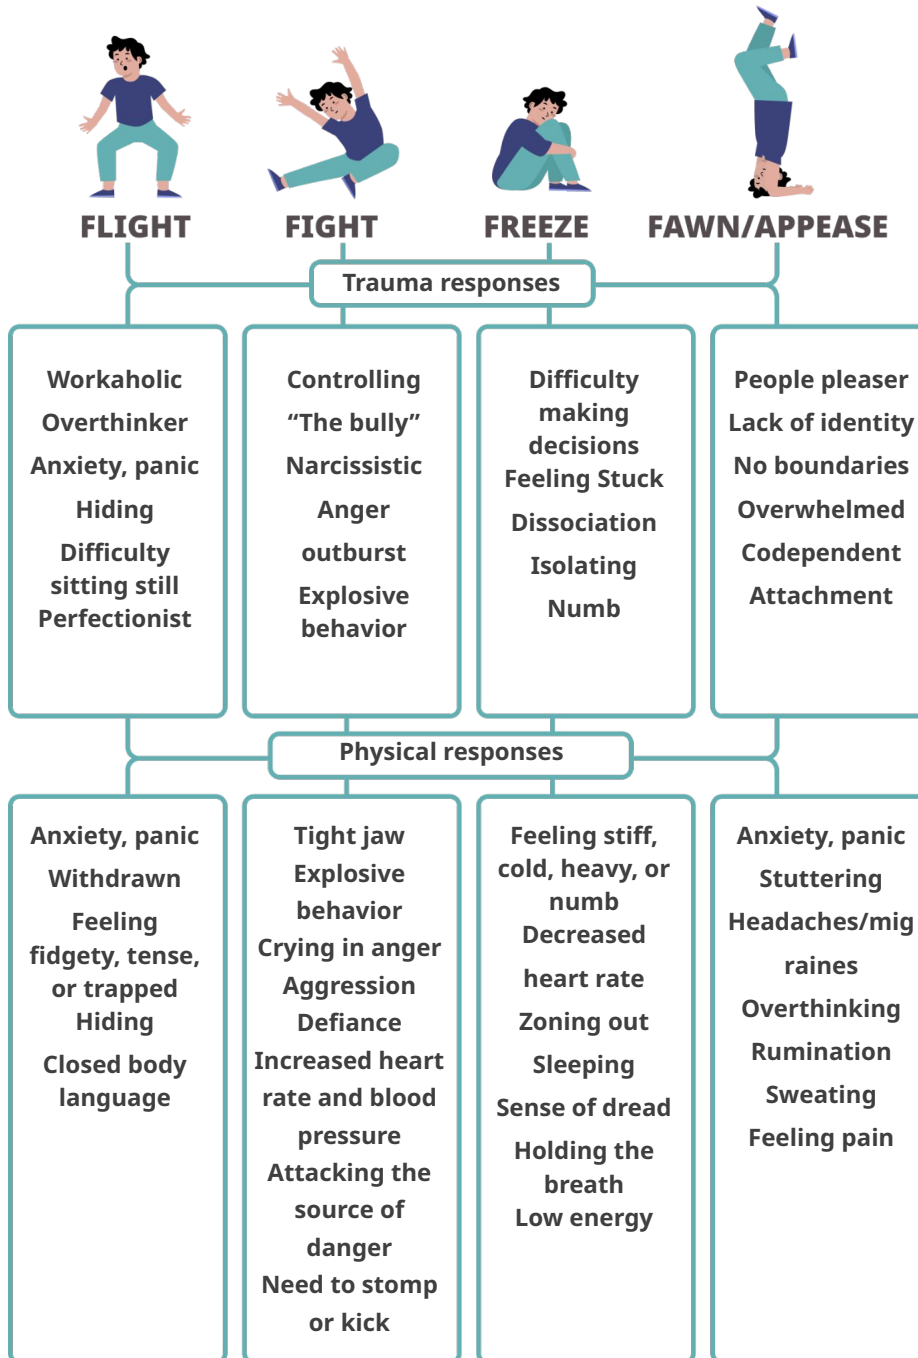 FLIGHT
FIGHT
FREEZE
FAWN/APPEASE
Trauma responses
Workaholic
Overthinker
Anxiety, panic
Hiding
Difficulty
sitting still
Perfectionist
Controlling
“The bully”
Narcissistic
Anger
outburst
Explosive
behavior
Difficulty
making
decisions
Feeling Stuck
Dissociation
Isolating
Numb
People pleaser
Lack of identity
No boundaries
Overwhelmed
Codependent
Attachment
Physical responses
Anxiety, panic
Withdrawn
Feeling
fidgety, tense,
or trapped
Hiding
Closed body
language
Tight jaw
Explosive
behavior
Crying in anger
Aggression
Defiance
Increased heart
rate and blood
pressure
Attacking the
source of
danger
Need to stomp
or kick
Feeling stiff,
cold, heavy, or
numb
Decreased
heart rate
Zoning out
Sleeping
Sense of dread
Holding the
breath
Low energy
Anxiety, panic
Stuttering
Headaches/mig
raines
Overthinking
Rumination
Sweating
Feeling pain